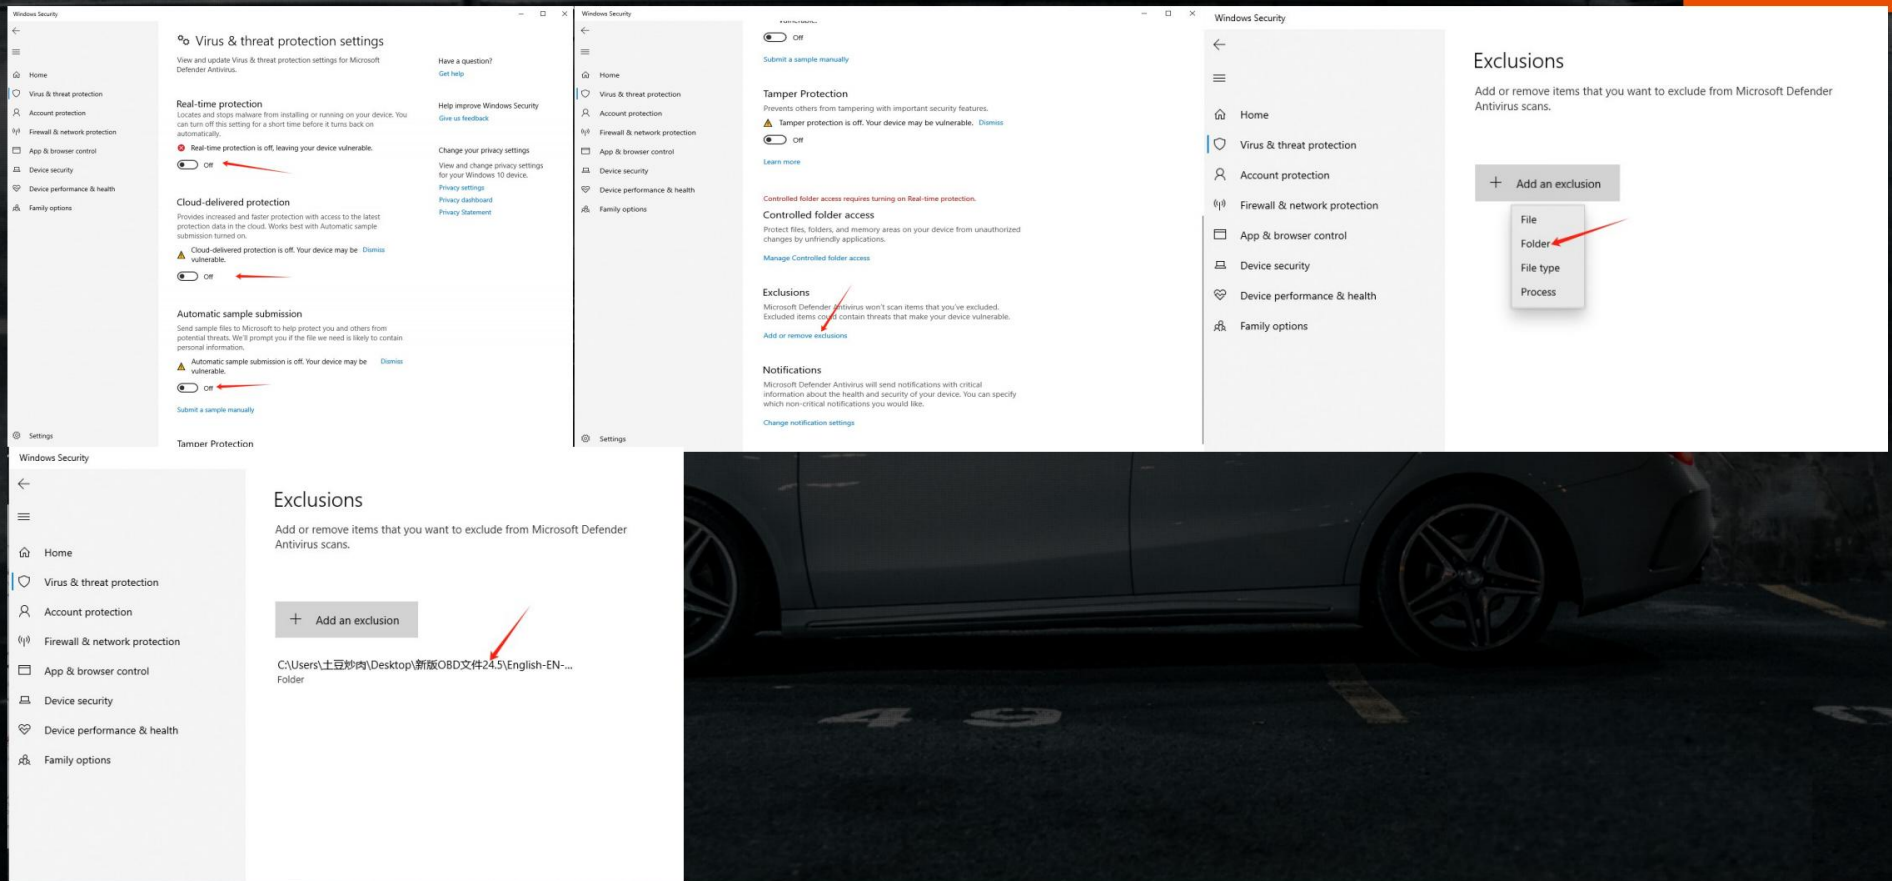 Windows Security
Home
Virus & threat protection
Account protection
Firewall & network protection
App & browser control
Device security
Device performance & health
Family options
Settings
Virus & threat protection settings
View and update Virus & threat protection settings for Microsoft
Defender Antivirus.
Real-time protection
Locates and stops malware from installing or running on your device. You
can turn off this setting for a short time before it turns back on
automatically.
Real-time protection is off, leaving your device vulnerable.
Off
Cloud-delivered protection
Provides increased and faster protection with access to the latest
protection data in the cloud. Works best with Automatic sample
submission turned on.
Cloud-delivered protection is off. Your device may be Dismiss
vulnerable.
Off
Automatic sample submission
Send sample files to Microsoft to help protect you and others from
potential threats. We'll prompt you if the file we need is likely to contain
personal information.
Automatic sample submission is off. Your device may be Dismiss
vulnerable.
Off
Submit a sample manually
Tamper Protection
Have a question?
Get help
Help improve Windows Security
Give us feedback
Change your privacy settings
View and change privacy settings
for your Windows 10 device.
Privacy settings
Privacy dashboard
Privacy Statement
Windows Security
Home
Virus & threat protection
Account protection
Firewall & network protection
App & browser control
Device security
Device performance & health
Family options
Settings
vulnerable.
Off
Submit a sample manually
Tamper Protection
Prevents others from tampering with important security features.
Tamper protection is off. Your device may be vulnerable. Dismiss
Off
Learn more
Controlled folder access requires turning on Real-time protection.
Controlled folder access
Protect files, folders, and memory areas on your device from unauthorized
changes by unfriendly applications.
Manage Controlled folder access
Exclusions
Microsoft Defender Antivirus won't scan items that you've excluded.
Excluded items could contain threats that make your device vulnerable.
Add or remove exclusions
Notifications
Microsoft Defender Antivirus will send notifications with critical
information about the health and security of your device. You can specify
which non-critical notifications you would like.
Change notification settings
Windows Security
Home
Virus & threat protection
Account protection
Firewall & network protection
App & browser control
Device security
Device performance & health
Family options
Exclusions
Add or remove items that you want to exclude from Microsoft Defender
Antivirus scans.
+ Add an exclusion
File
Folder
File type
Process
Windows Security
Home
Virus & threat protection
Account protection
Firewall & network protection
App & browser control
Device security
Device performance & health
Family options
Exclusions
Add or remove items that you want to exclude from Microsoft Defender
Antivirus scans.
+ Add an exclusion
C:\Users\土豆炒肉\Desktop\新版OBD文件24.5\English-EN-...
Folder
49